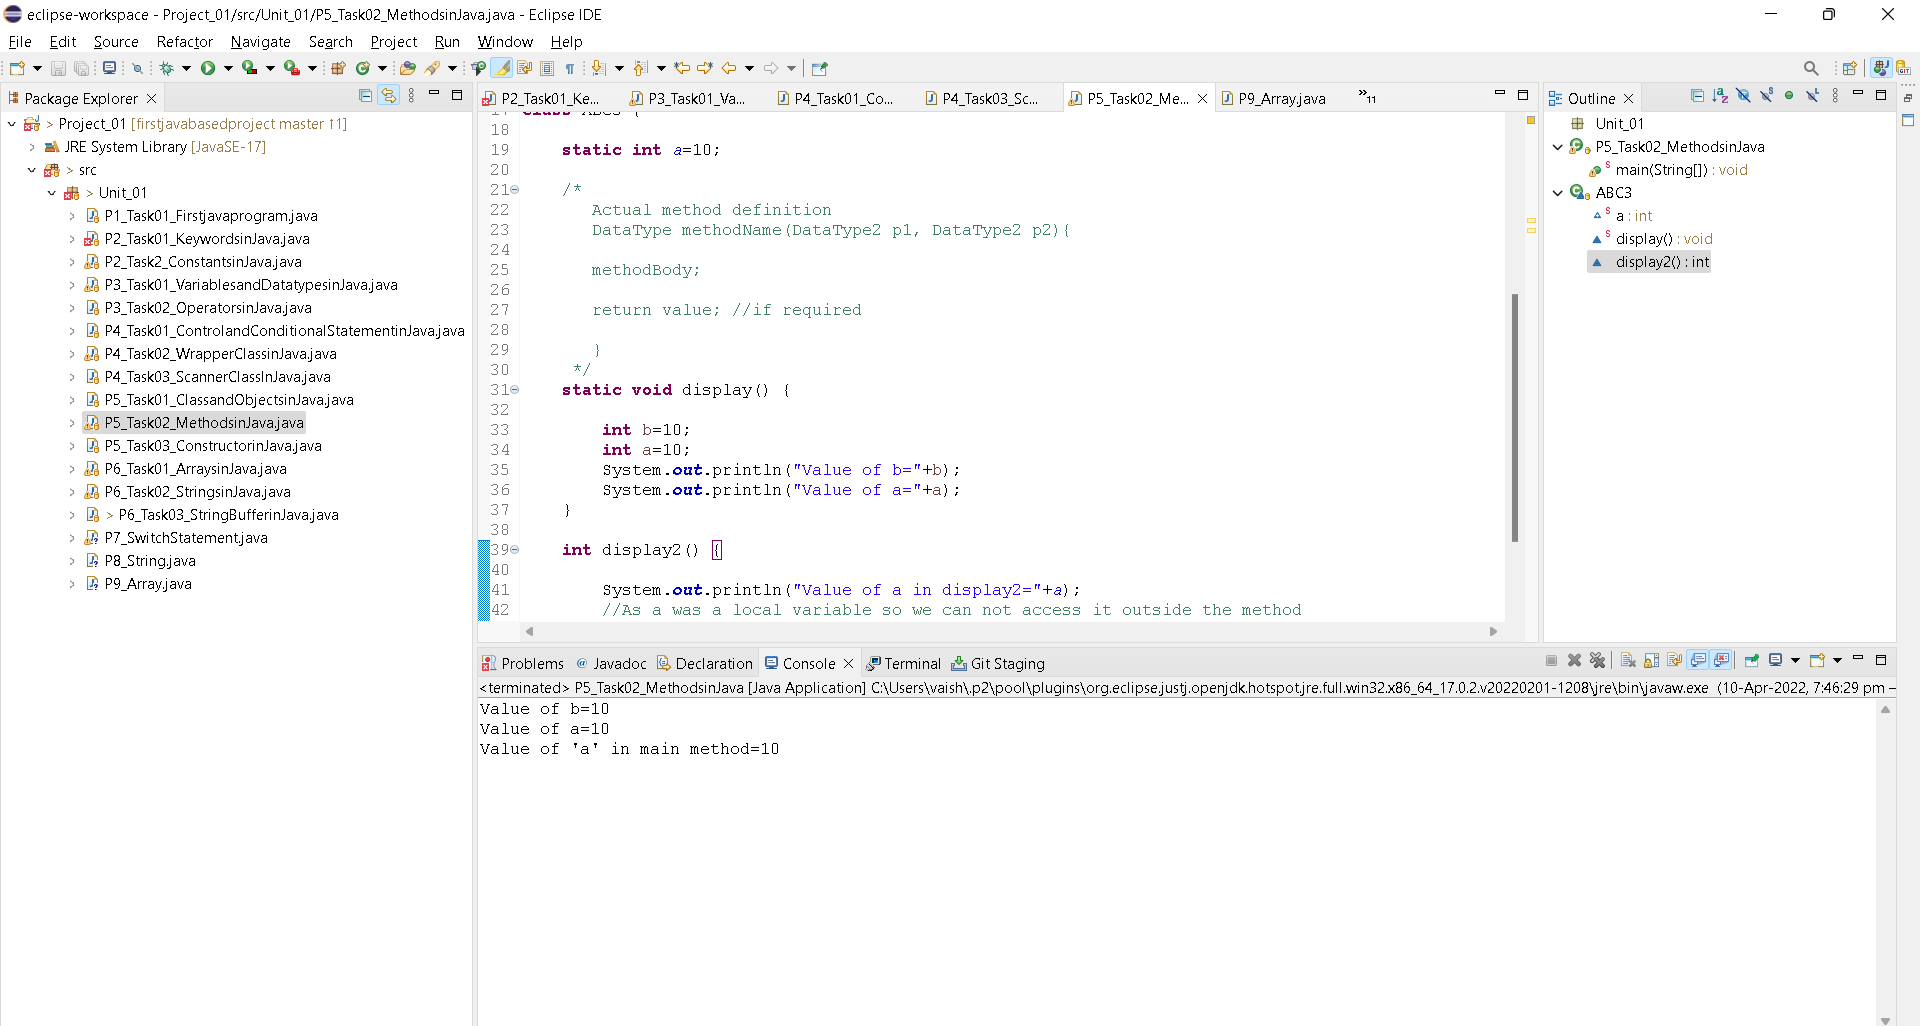 eclipse-workspace - Project_01/src/Unit_01/P5_Task02_MethodsinJava.java - Eclipse IDE
File Edit Source Refactor Navigate Search Project Run Window Help
Package Explorer
> Project_01 [firstjavabasedproject master ↑1]
JRE System Library [JavaSE-17]
> src
> Unit_01
P1_Task01_Firstjavaprogram.java
P2_Task01_KeywordsinJava.java
P2_Task2_ConstantsinJava.java
P3_Task01_VariablesandDatatypesinJava.java
P3_Task02_OperatorsinJava.java
P4_Task01_ControlandConditionalStatementinJava.java
P4_Task02_WrapperClassinJava.java
P4_Task03_ScannerClassInJava.java
P5_Task01_ClassandObjectsinJava.java
P5_Task02_MethodsinJava.java
P5_Task03_ConstructorinJava.java
P6_Task01_ArraysinJava.java
P6_Task02_StringsinJava.java
> P6_Task03_StringBufferinJava.java
P7_SwitchStatement.java
P8_String.java
P9_Array.java
P2_Task01_Ke... P3_Task01_Va... P4_Task01_Co... P4_Task03_Sc... P5_Task02_Me... P9_Array.java »11
18
19 static int a=10;
20
21 /*
22 Actual method definition
23 DataType methodName(DataType2 p1, DataType2 p2){
24
25 methodBody;
26
27 return value; //if required
28
29 }
30 */
31 static void display() {
32
33 int b=10;
34 int a=10;
35 System.out.println("Value of b="+b);
36 System.out.println("Value of a="+a);
37 }
38
39 int display2() {
40
41 System.out.println("Value of a in display2="+a);
42 //As a was a local variable so we can not access it outside the method
Outline
Unit_01
P5_Task02_MethodsinJava
main(String[]) : void
ABC3
a : int
display() : void
display2() : int
Problems Javadoc Declaration Console Terminal Git Staging
<terminated> P5_Task02_MethodsinJava [Java Application] C:\Users\vaish\.p2\pool\plugins\org.eclipse.justj.openjdk.hotspot.jre.full.win32.x86_64_17.0.2.v20220201-1208\jre\bin\javaw.exe (10-Apr-2022, 7:46:29 pm –
Value of b=10
Value of a=10
Value of 'a' in main method=10